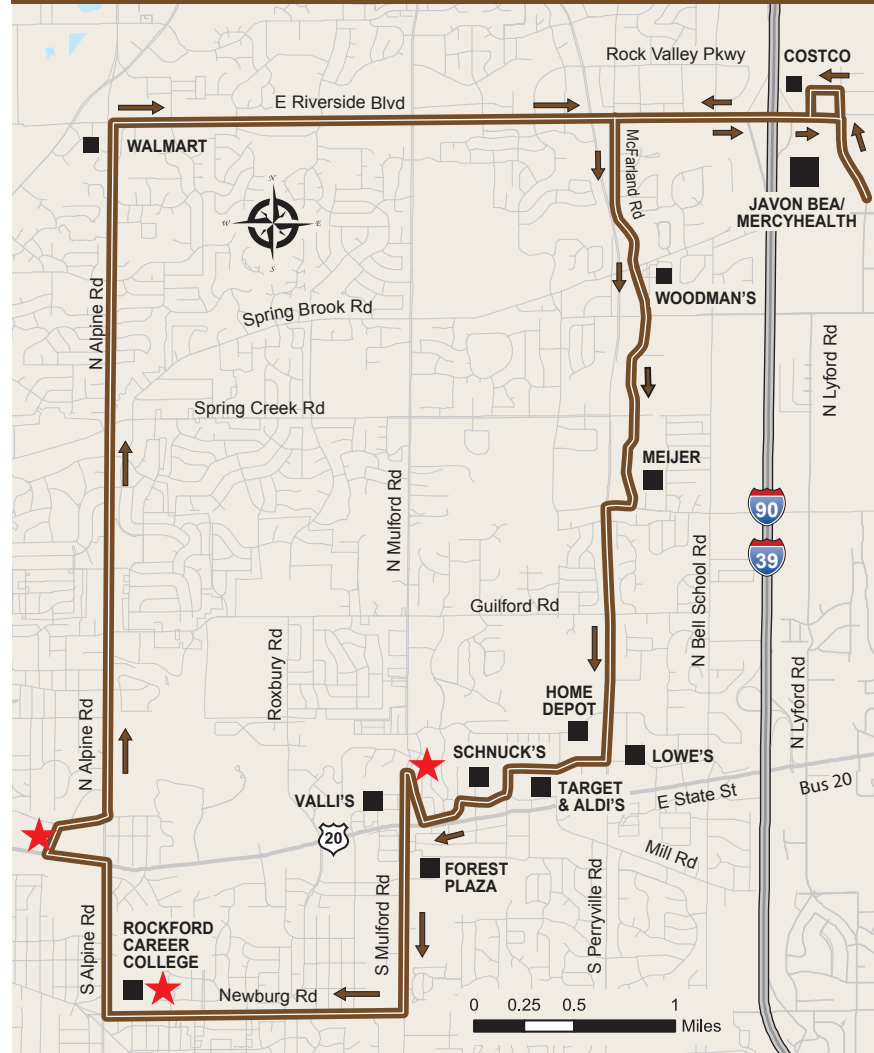 Rock Valley Pkwy
COSTCO
E Riverside Blvd
WALMART
McFarland Rd
JAVON BEA/
MERCYHEALTH
N
W
E
S
WOODMAN'S
N Alpine Rd
Spring Brook Rd
N Lyford Rd
Spring Creek Rd
MEIJER
N Mulford Rd
90
39
N Bell School Rd
Guilford Rd
Roxbury Rd
N Lyford Rd
HOME
DEPOT
N Alpine Rd
SCHNUCK'S
LOWE'S
VALLI'S
TARGET
& ALDI'S
E State St
Bus 20
20
Mill Rd
FOREST
PLAZA
S Mulford Rd
S Perryville Rd
S Alpine Rd
ROCKFORD
CAREER
COLLEGE
Newburg Rd
0 0.25 0.5 1
Miles